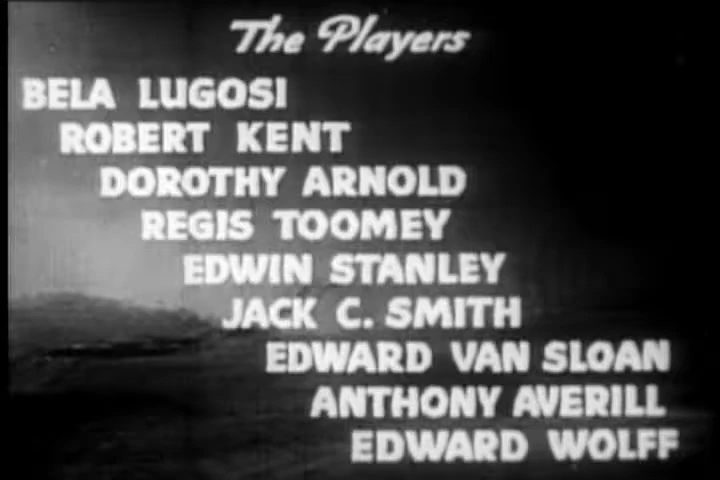 The Players
BELA LUGOSI
ROBERT KENT
DOROTHY ARNOLD
REGIS TOOMEY
EDWIN STANLEY
JACK C. SMITH
EDWARD VAN SLOAN
ANTHONY AVERILL
EDWARD WOLFF